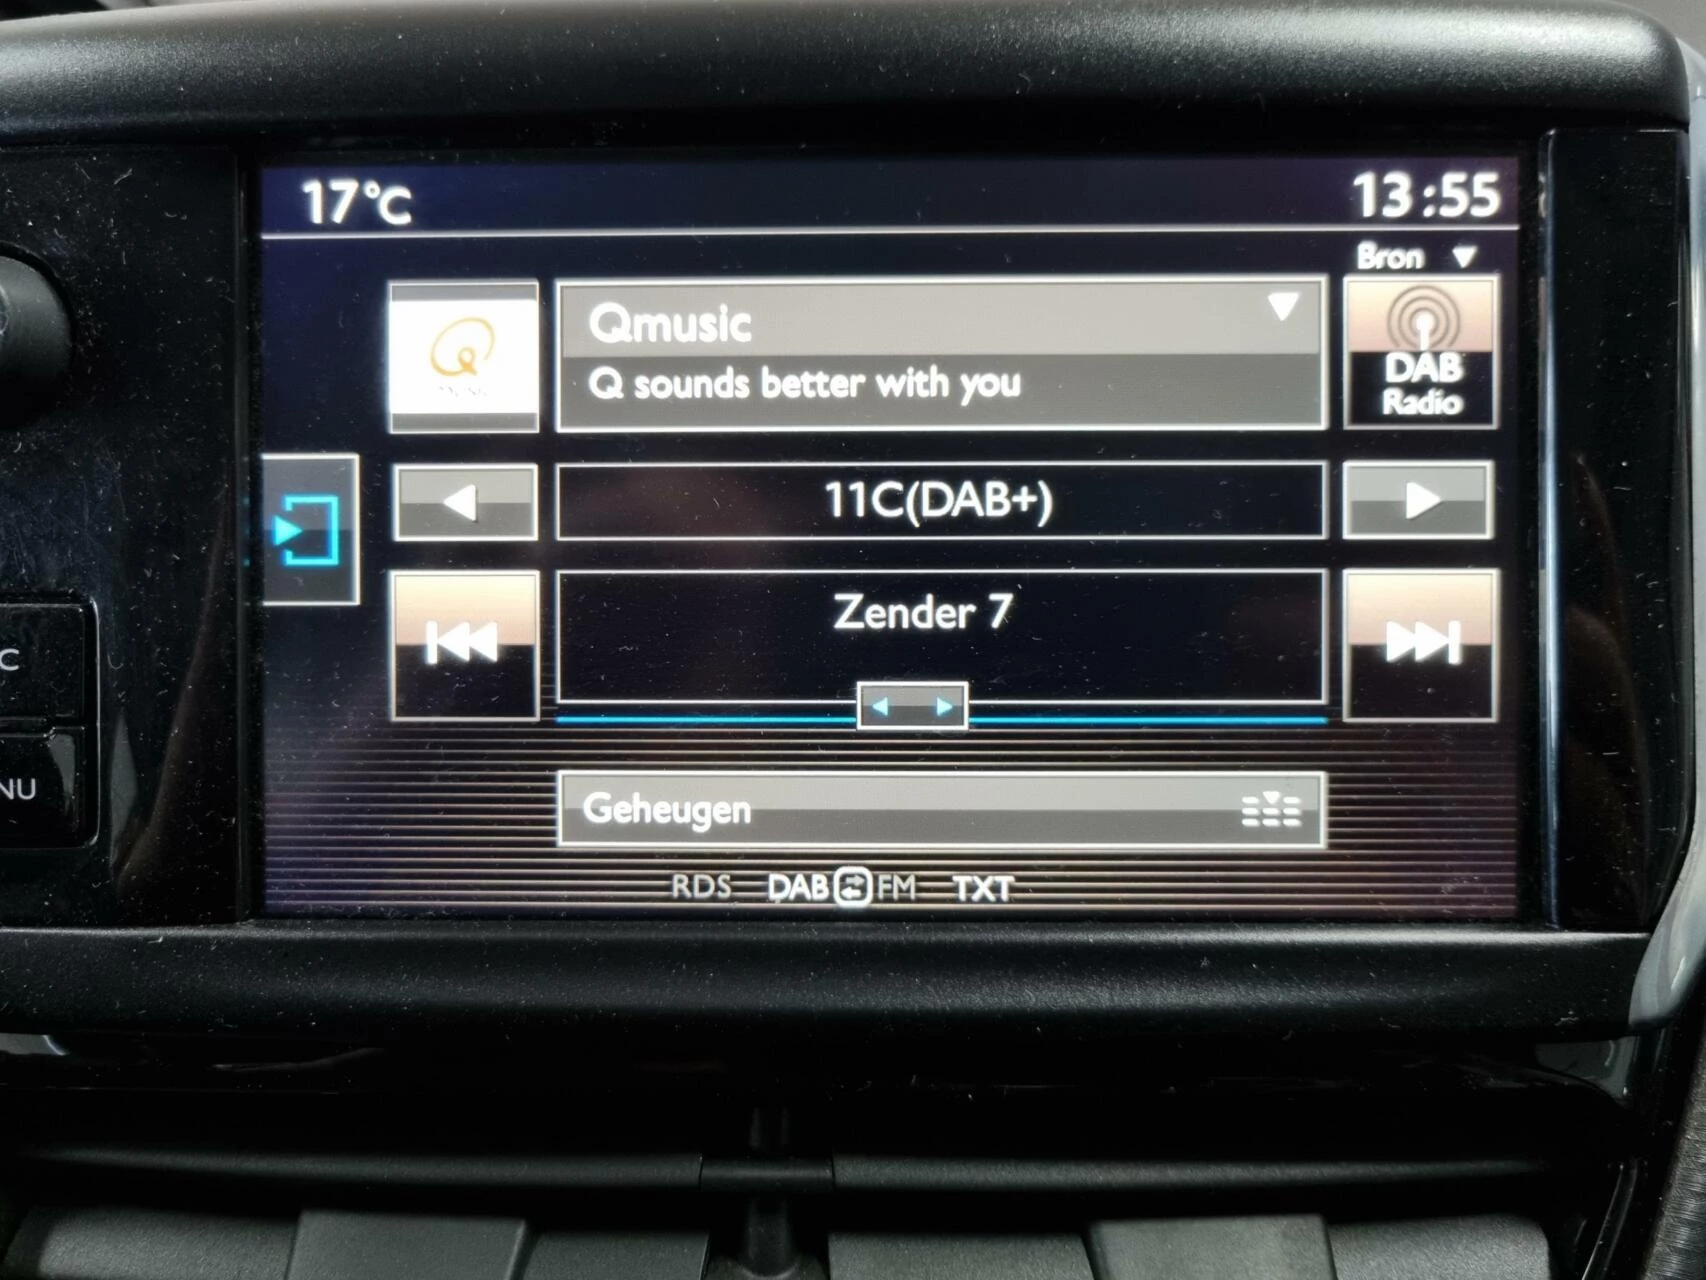 17°C
13:55
Bron
Qmusic
Q sounds better with you
DAB
Radio
11C(DAB+)
Zender 7
C
NU
Geheugen
RDS DAB FM TXT